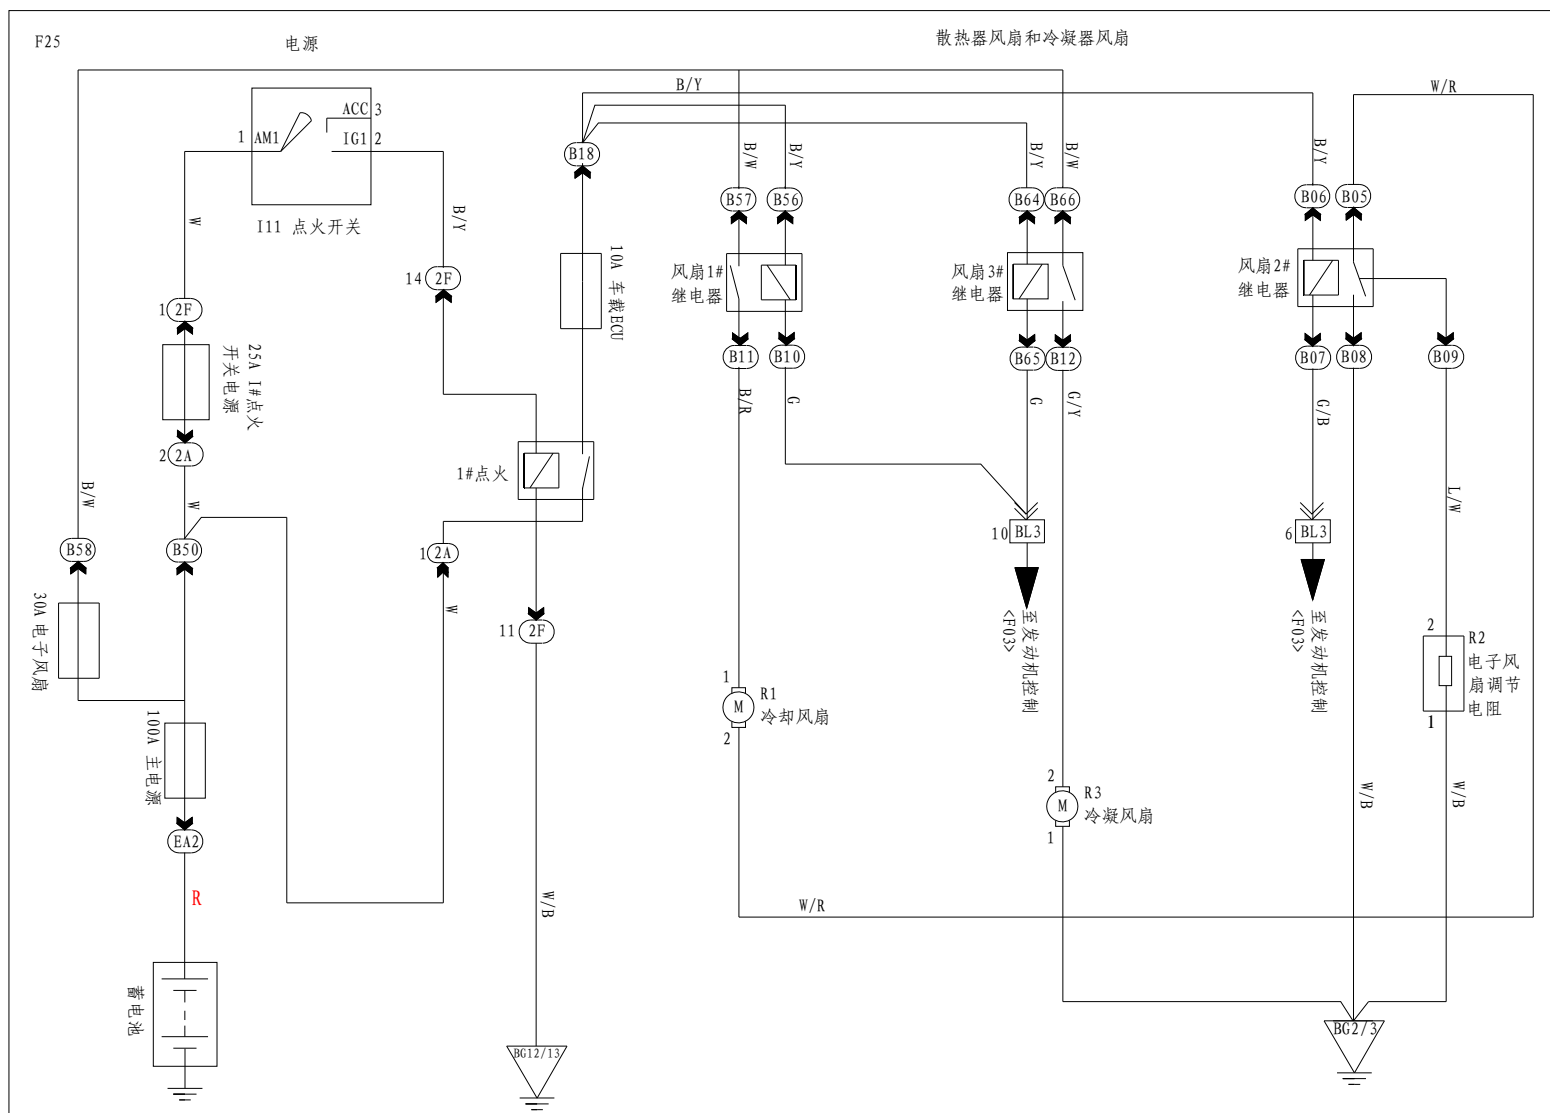 F25
电源
散热器风扇和冷凝器风扇
B/Y
W/R
ACC 3
1 AM1
IG1 2
I11 点火开关
W
B/Y
B18
B/W
B/Y
B/Y
B/W
B/Y
B57
B56
B64
B66
B06
B05
14 2F
10A 车载ECU
风扇1#
继电器
风扇3#
继电器
风扇2#
继电器
1 2F
25A I#点火
开关电源
B11
B10
B65
B12
B07
B08
B09
B/R
G
G
G/Y
G/B
2 2A
1#点火
B/W
W
L/W
B58
B50
1 2A
10 BL3
6 BL3
W
30A 电子风扇
11 2F
至发动机控制
<F03>
至发动机控制
<F03>
2
R2
电子风
扇调节
电阻
1
1
R1
M
冷却风扇
2
100A 主电源
2
R3
M
冷凝风扇
1
W/B
W/B
EA2
R
W/B
W/R
蓄电池
BG12/13
BG2/3